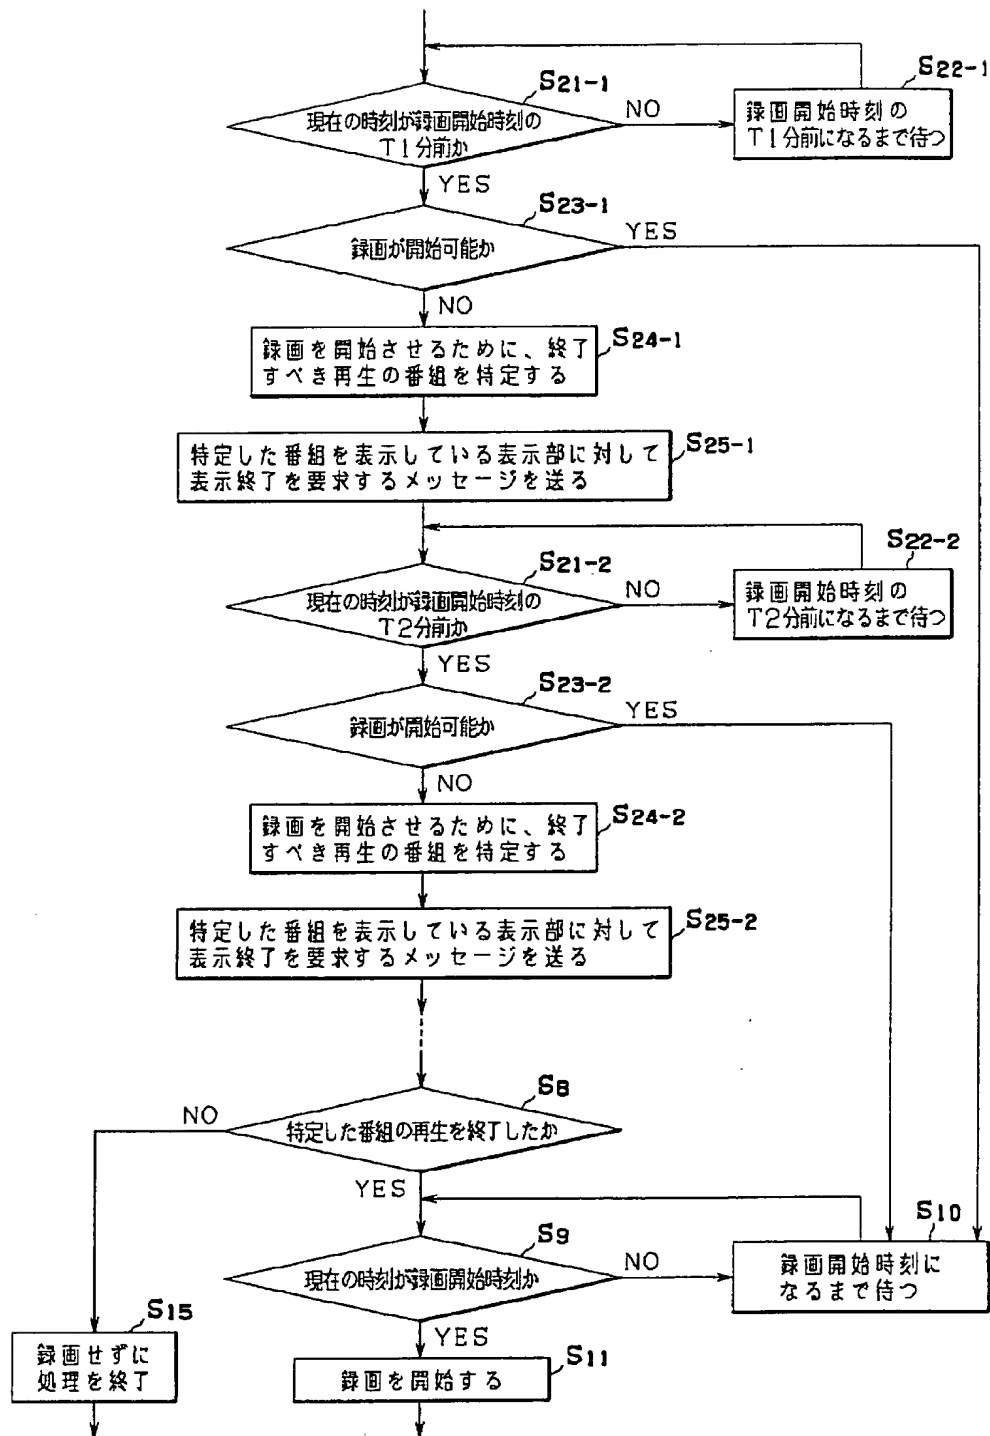 S21-1
現在の時刻が録画開始時刻の
T1分前か
NO
S22-1
録画開始時刻の
T1分前になるまで待つ
YES
S23-1
録画が開始可能か
YES
NO
S24-1
録画を開始させるために、終了
すべき再生の番組を特定する
S25-1
特定した番組を表示している表示部に対して
表示終了を要求するメッセージを送る
S21-2
現在の時刻が録画開始時刻の
T2分前か
NO
S22-2
録画開始時刻の
T2分前になるまで待つ
YES
S23-2
録画が開始可能か
YES
NO
S24-2
録画を開始させるために、終了
すべき再生の番組を特定する
S25-2
特定した番組を表示している表示部に対して
表示終了を要求するメッセージを送る
S8
特定した番組の再生を終了したか
NO
YES
S9
現在の時刻が録画開始時刻か
NO
S10
録画開始時刻に
なるまで待つ
YES
S15
録画せずに
処理を終了
S11
録画を開始する